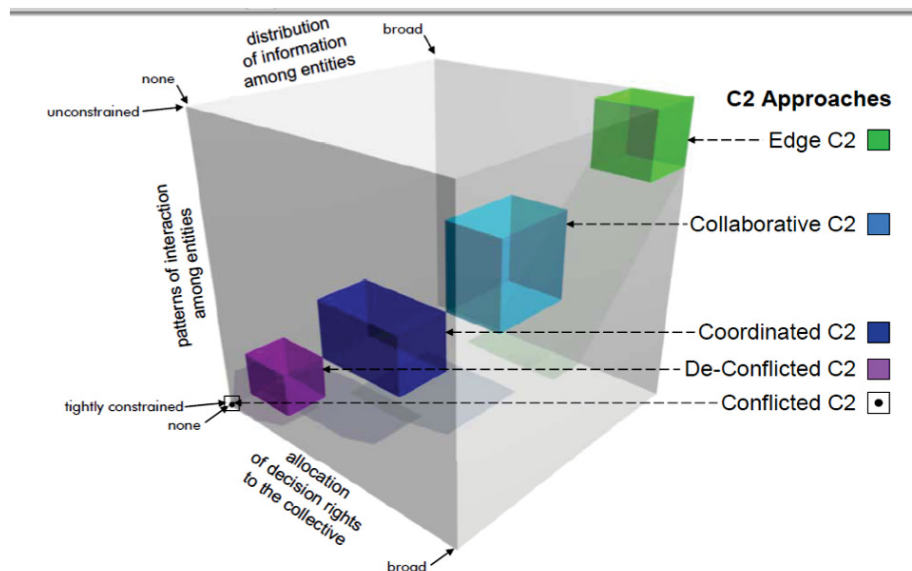 distribution
of information
among entities
broad
none
unconstrained
patterns of interaction
among entities
tightly constrained
none
allocation
of decision rights
to the collective
broad
C2 Approaches
Edge C2
Collaborative C2
Coordinated C2
De-Conflicted C2
Conflicted C2